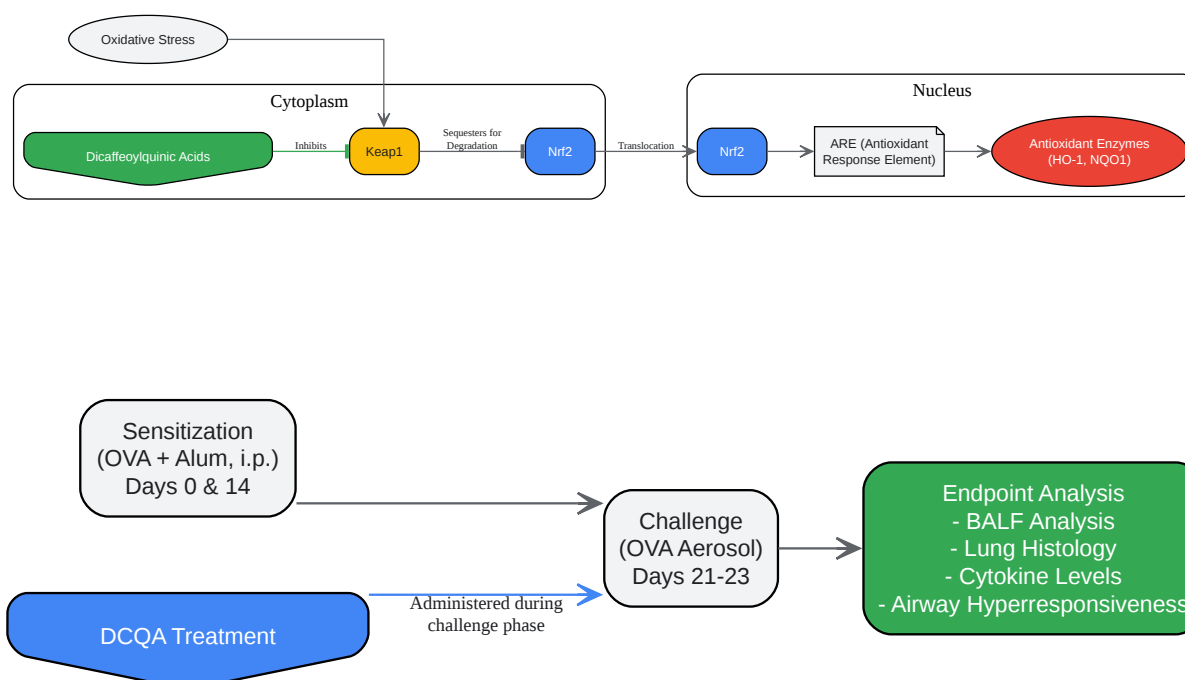 Oxidative Stress
Cytoplasm
Dicaffeoylquinic Acids
Inhibits
Keap1
Sequesters for
Degradation
Nrf2
Translocation
Nucleus
Nrf2
ARE (Antioxidant
Response Element)
Antioxidant Enzymes
(HO-1, NQO1)
Sensitization
(OVA + Alum, i.p.)
Days 0 & 14
DCQA Treatment
Administered during
challenge phase
Challenge
(OVA Aerosol)
Days 21-23
Endpoint Analysis
- BALF Analysis
- Lung Histology
- Cytokine Levels
- Airway Hyperresponsiveness